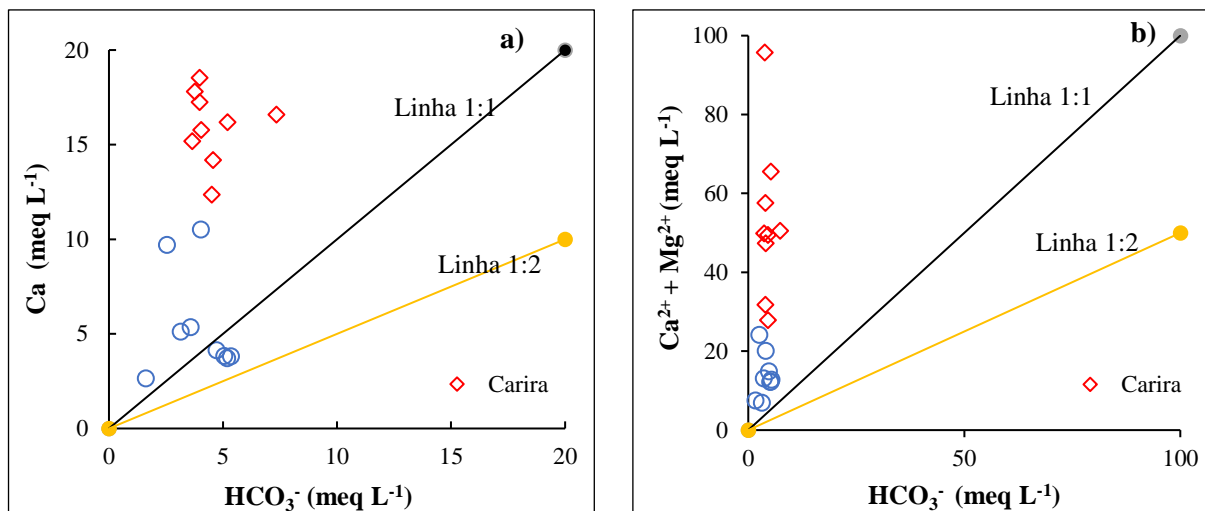 a)
20
15
10
5
0
Ca (meq L⁻¹)
Linha 1:1
Linha 1:2
Carira
0 5 10 15 20
HCO₃⁻ (meq L⁻¹)
b)
100
80
60
40
20
0
Ca²⁺ + Mg²⁺ (meq L⁻¹)
Linha 1:1
Linha 1:2
Carira
0 50 100
HCO₃⁻ (meq L⁻¹)